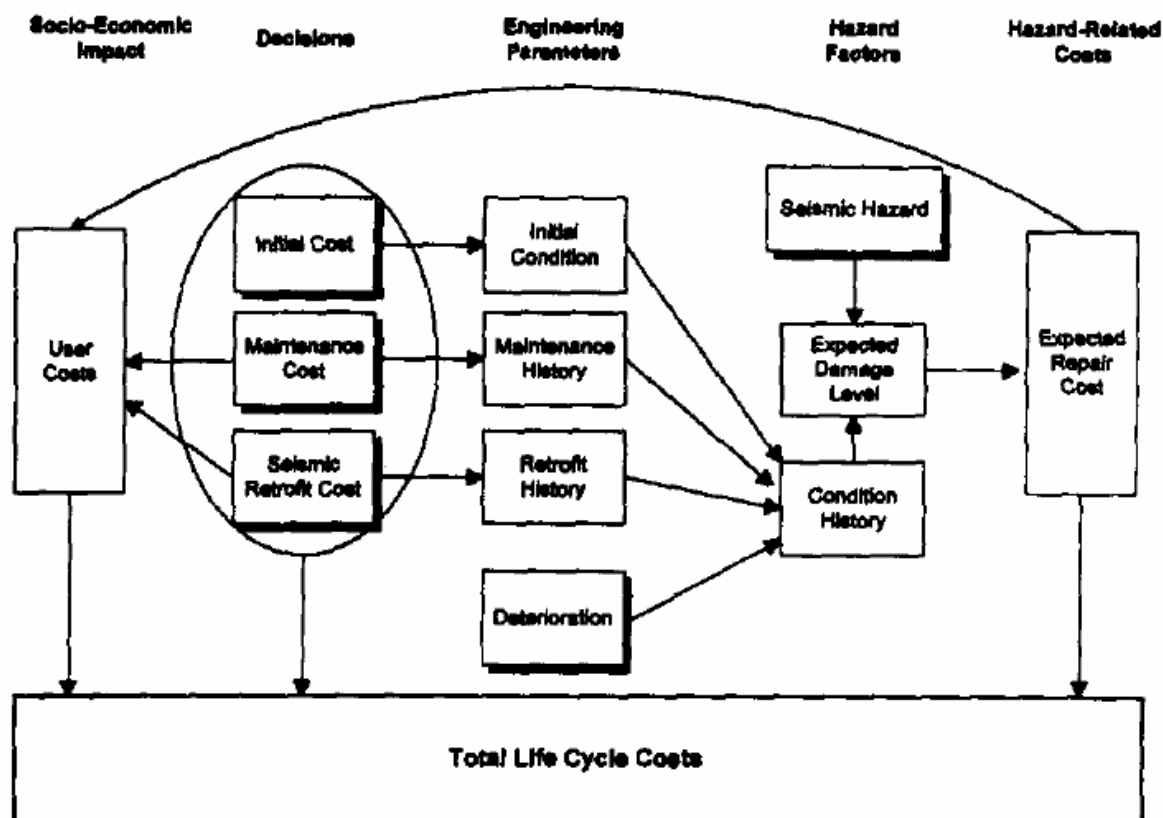 Socio-Economic
Impact
Decisions
Engineering
Parameters
Hazard
Factors
Hazard-Related
Costs
Initial Cost
Initial
Condition
Seismic Hazard
User
Costs
Maintenance
Cost
Maintenance
History
Expected
Damage
Level
Expected
Repair
Cost
Seismic
Retrofit Cost
Retrofit
History
Condition
History
Deterioration
Total Life Cycle Costs